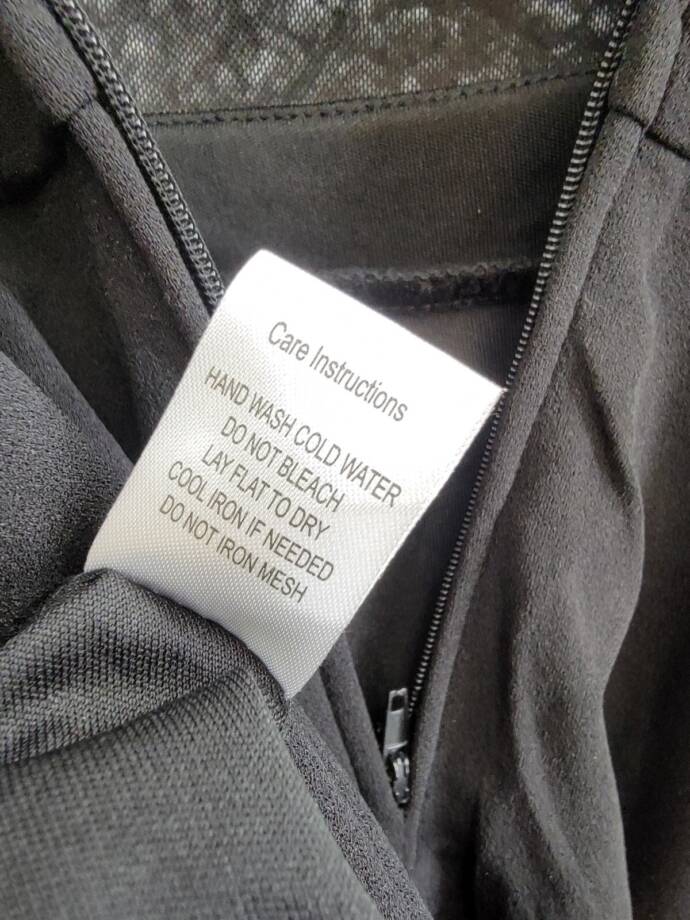 Care Instructions
HAND WASH COLD WATER
DO NOT BLEACH
LAY FLAT TO DRY
COOL IRON IF NEEDED
DO NOT IRON MESH